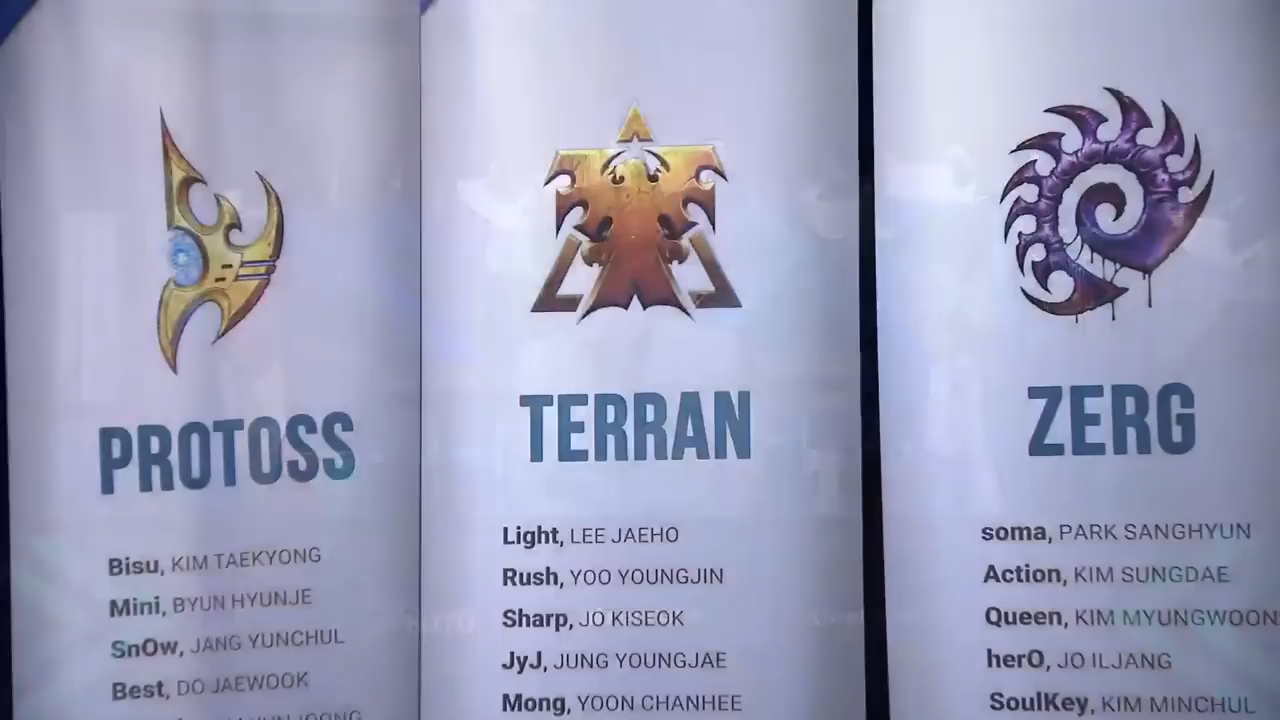 PROTOSS
Bisu, KIM TAEKYONG
Mini, BYUN HYUNJE
SnOw, JANG YUNCHUL
Best, DO JAEWOOK
TERRAN
Light, LEE JAEHO
Rush, YOO YOUNGJIN
Sharp, JO KISEOK
JyJ, JUNG YOUNGJAE
Mong, YOON CHANHEE
ZERG
soma, PARK SANGHYUN
Action, KIM SUNGDAE
Queen, KIM MYUNGWOON
herO, JO ILJANG
SoulKey, KIM MINCHUL